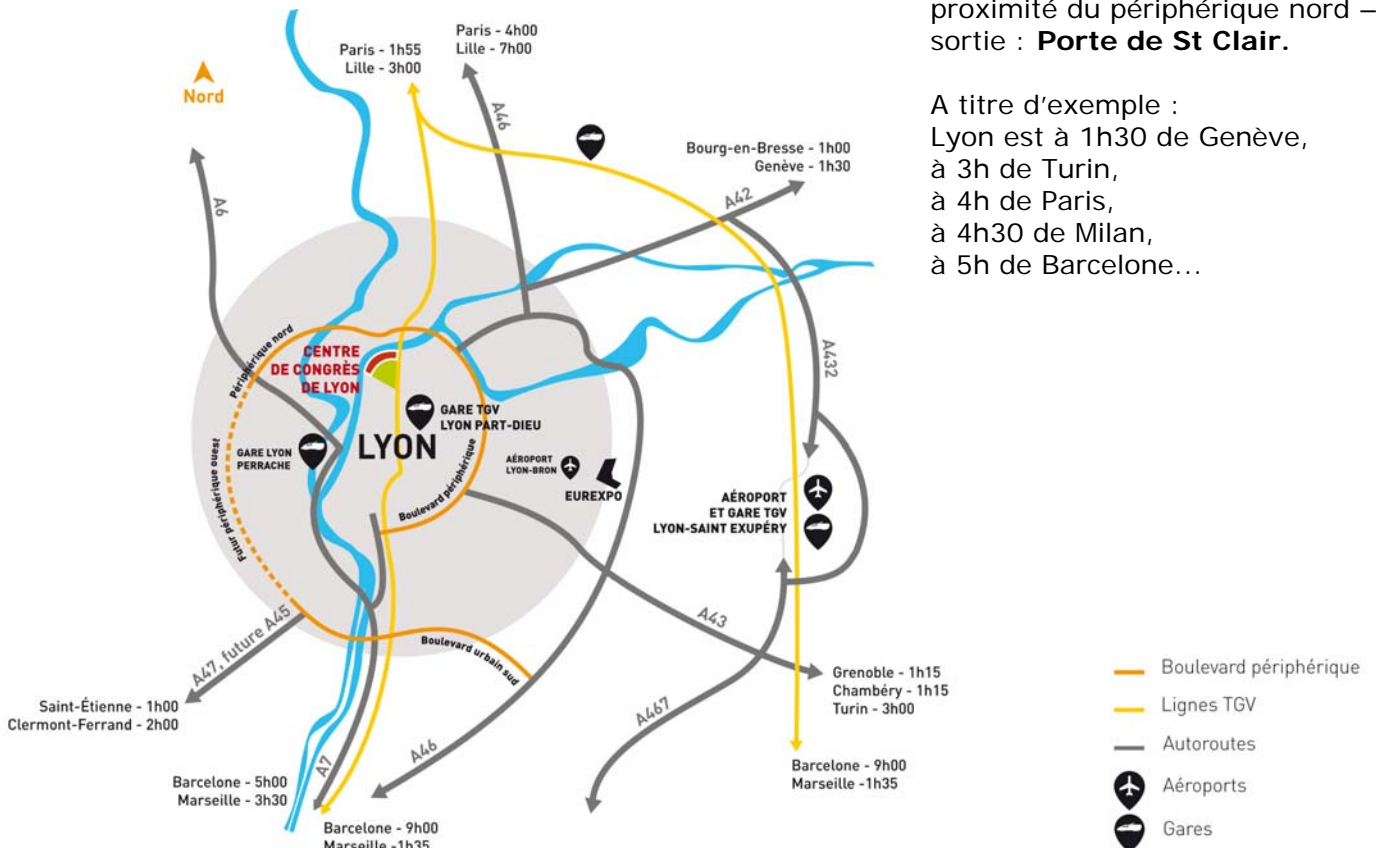 proximité du périphérique nord –
sortie : Porte de St Clair.
A titre d'exemple :
Lyon est à 1h30 de Genève,
à 3h de Turin,
à 4h de Paris,
à 4h30 de Milan,
à 5h de Barcelone...
Nord
Paris - 1h55
Lille - 3h00
Paris - 4h00
Lille - 7h00
A46
Bourg-en-Bresse - 1h00
Genève - 1h30
A42
A6
A432
Périphérique nord
CENTRE
DE CONGRÈS
DE LYON
GARE TGV
LYON PART-DIEU
LYON
GARE LYON
PERRACHE
AÉROPORT
LYON-BRON
EUREXPO
Boulevard périphérique
Futur périphérique ouest
AÉROPORT
ET GARE TGV
LYON-SAINT EXUPÉRY
A47, future A45
Boulevard urbain sud
A43
A467
A46
A7
Saint-Étienne - 1h00
Clermont-Ferrand - 2h00
Grenoble - 1h15
Chambéry - 1h15
Turin - 3h00
Barcelone - 5h00
Marseille - 3h30
Barcelone - 9h00
Marseille -1h35
Barcelone - 9h00
Marseille -1h35
Boulevard périphérique
Lignes TGV
Autoroutes
Aéroports
Gares